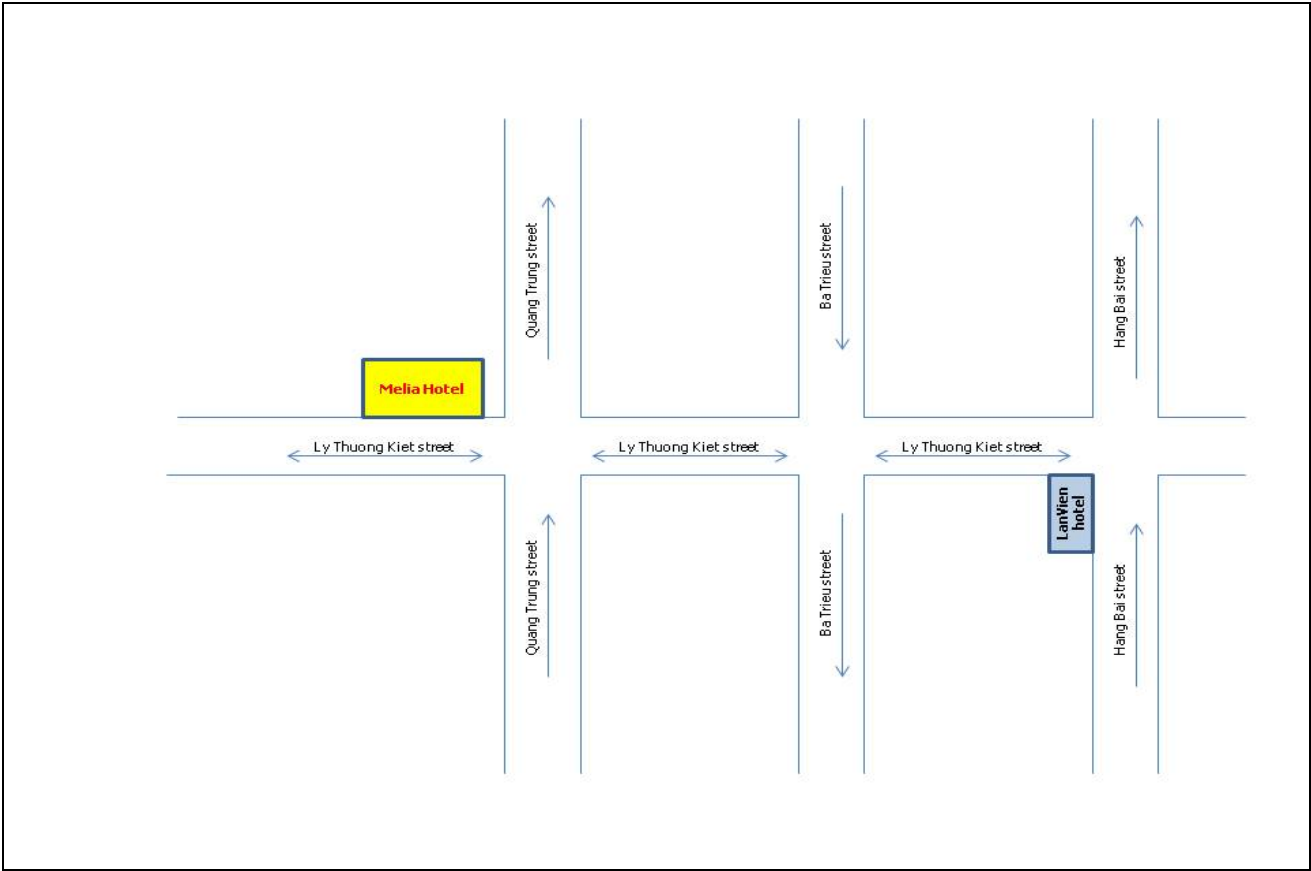 Quang Trung street
Ba Trieu street
Hang Bai street
Melia Hotel
Ly Thuong Kiet street
Ly Thuong Kiet street
Ly Thuong Kiet street
LanVien
hotel
Quang Trung street
Ba Trieu street
Hang Bai street